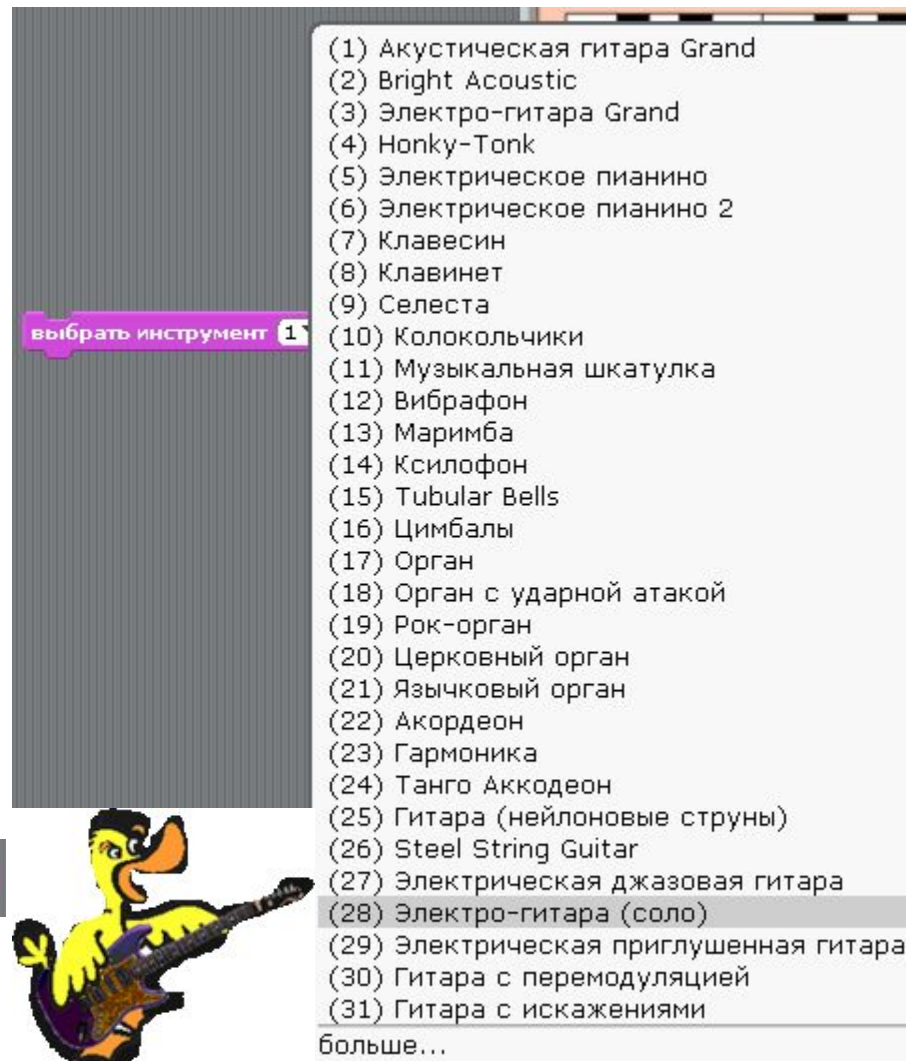 выбрать инструмент 1
(1) Акустическая гитара Grand
(2) Bright Acoustic
(3) Электро-гитара Grand
(4) Honky-Tonk
(5) Электрическое пианино
(6) Электрическое пианино 2
(7) Клавесин
(8) Клавинет
(9) Селеста
(10) Колокольчики
(11) Музыкальная шкатулка
(12) Вибрафон
(13) Маримба
(14) Ксилофон
(15) Tubular Bells
(16) Цимбалы
(17) Орган
(18) Орган с ударной атакой
(19) Рок-орган
(20) Церковный орган
(21) Язычковый орган
(22) Акордеон
(23) Гармоника
(24) Танго Аккодеон
(25) Гитара (нейлоновые струны)
(26) Steel String Guitar
(27) Электрическая джазовая гитара
(28) Электро-гитара (соло)
(29) Электрическая приглушенная гитара
(30) Гитара с перемодуляцией
(31) Гитара с искажениями
больше...